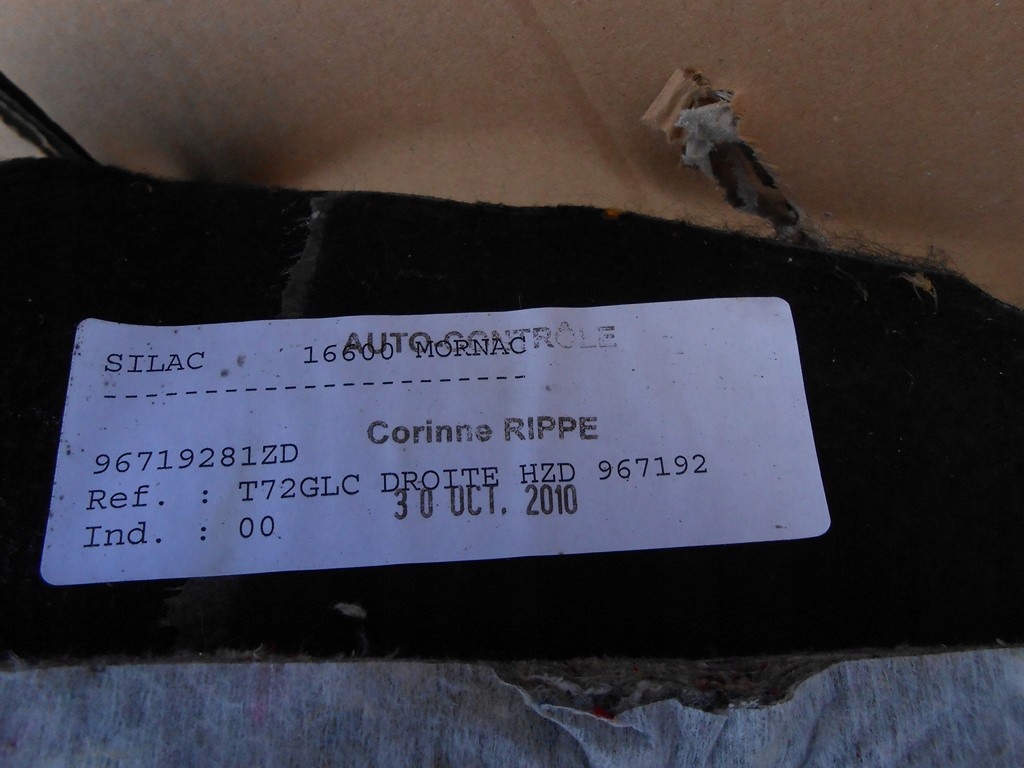 AUTO-CONTRÔLE
SILAC 16600 MORNAC
-----------------------
Corinne RIPPE
96719281ZD
Ref. : T72GLC DROITE HZD 967192
30 OCT. 2010
Ind. : 00